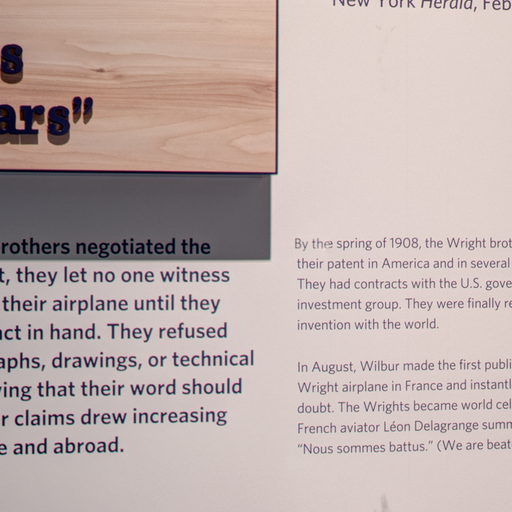 New York Herald, Feb
s
ars”
rothers negotiated the
t, they let no one witness
their airplane until they
act in hand. They refused
aphs, drawings, or technical
ing that their word should
r claims drew increasing
e and abroad.
By the spring of 1908, the Wright brot
their patent in America and in several
They had contracts with the U.S. gove
investment group. They were finally re
invention with the world.
In August, Wilbur made the first publi
Wright airplane in France and instantl
doubt. The Wrights became world cel
French aviator Léon Delagrange summ
“Nous sommes battus.” (We are beat